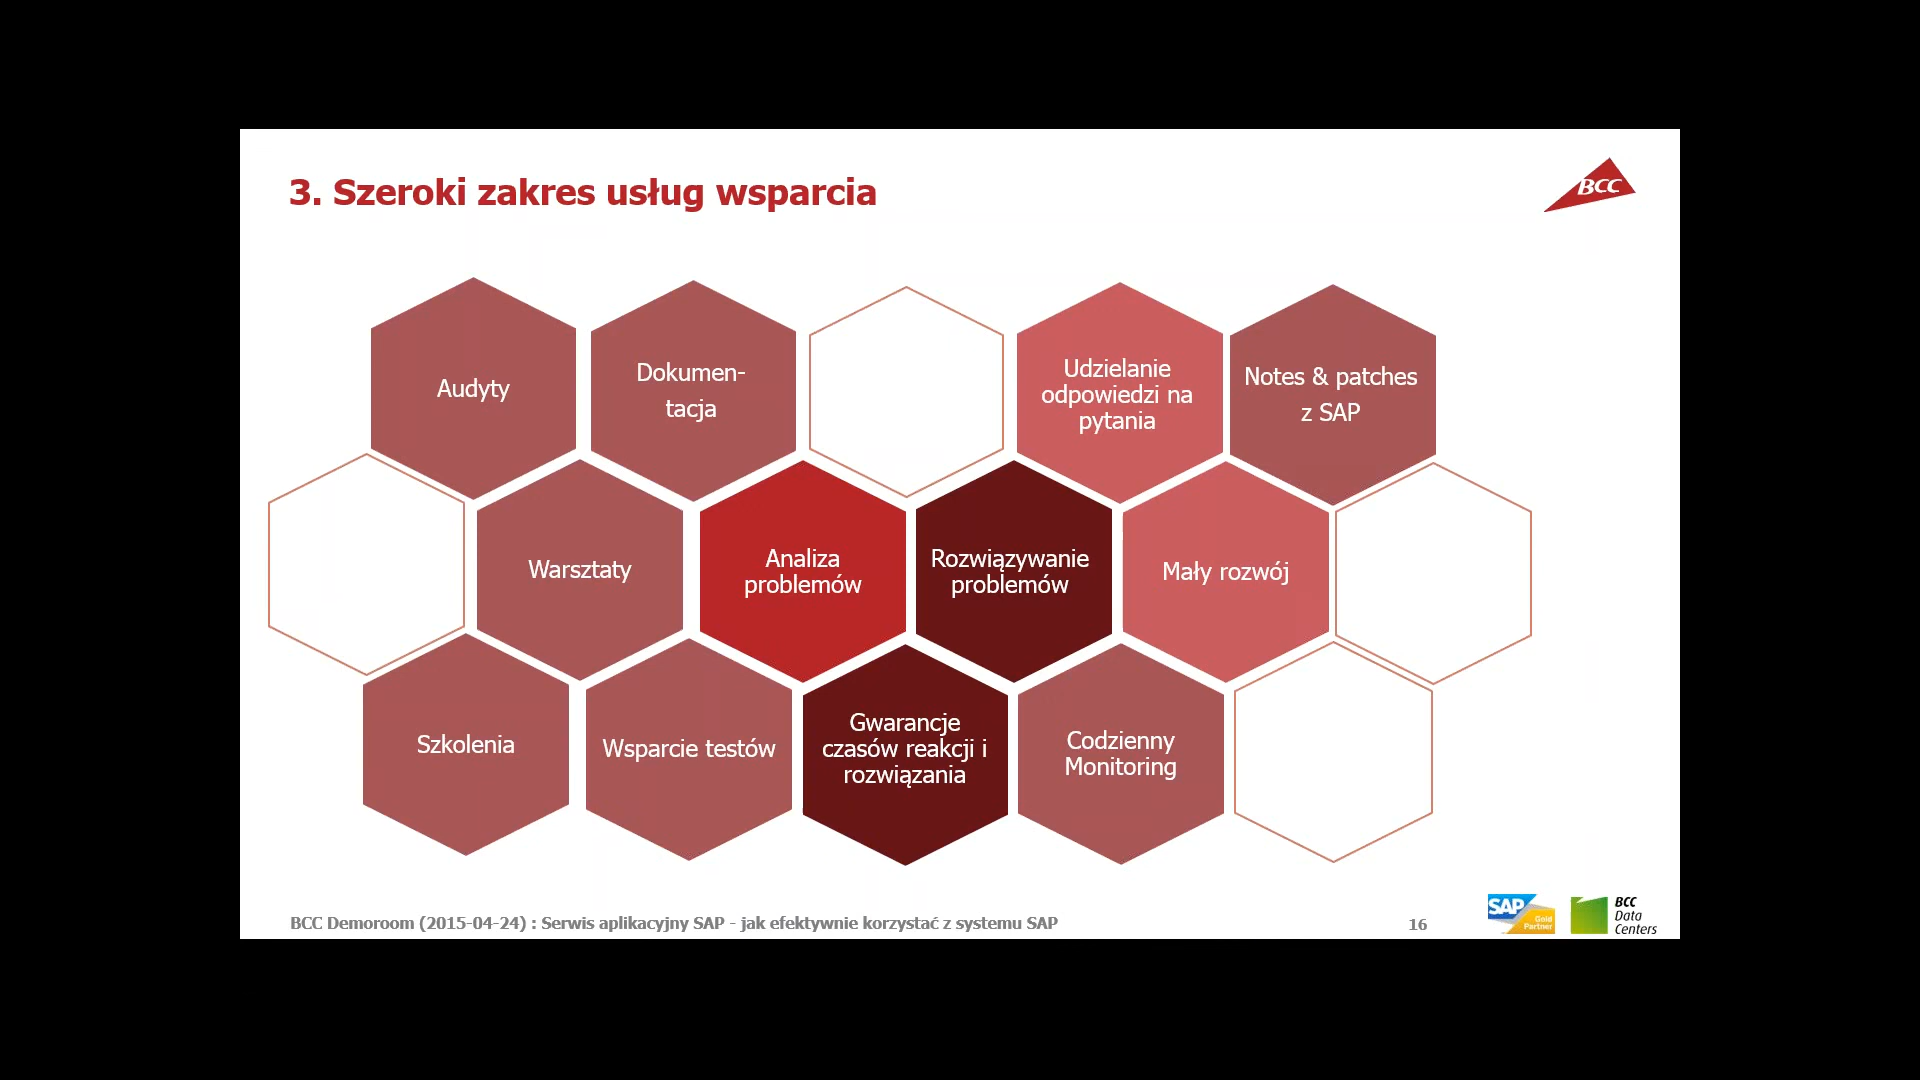 3. Szeroki zakres usług wsparcia
BCC
Audyty
Dokumen-
tacja
Udzielanie
odpowiedzi na
pytania
Notes & patches
z SAP
Warsztaty
Analiza
problemów
Rozwiązywanie
problemów
Mały rozwój
Szkolenia
Wsparcie testów
Gwarancje
czasów reakcji i
rozwiązania
Codzienny
Monitoring
BCC Demoroom (2015-04-24) : Serwis aplikacyjny SAP - jak efektywnie korzystać z systemu SAP
16
SAP
Gold
Partner
BCC
Data
Centers